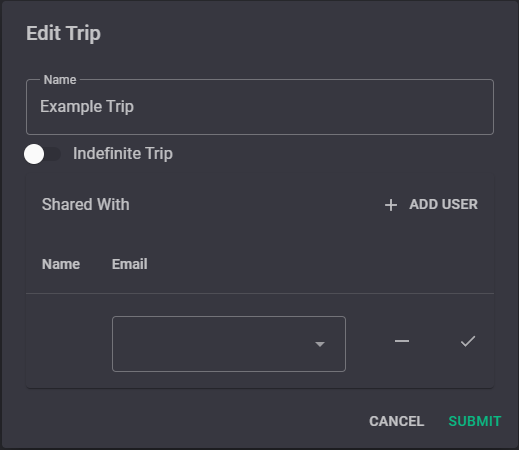 Edit Trip
Name
Example Trip
Indefinite Trip
Shared With
ADD USER
Name Email
CANCEL SUBMIT